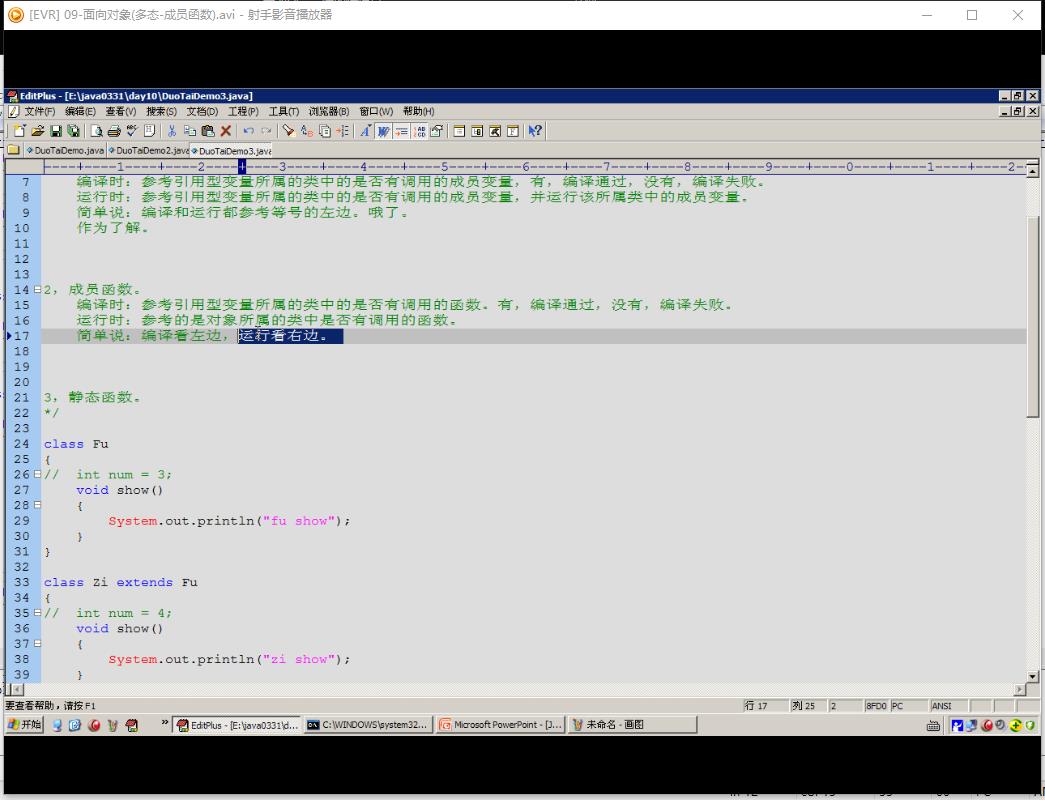 [EVR] 09-面向对象(多态-成员函数).avi - 射手影音播放器
EditPlus - [E:\java0331\day10\DuoTaiDemo3.java]
文件(F) 编辑(E) 查看(V) 搜索(S) 文档(D) 工程(P) 工具(T) 浏览器(B) 窗口(W) 帮助(H)
DuoTaiDemo.java DuoTaiDemo2.java DuoTaiDemo3.java
----+----1----+----2----+----3----+----4----+----5----+----6----+----7----+----8----+----9----+----0----+----1----+----2-
7 编译时：参考引用型变量所属的类中的是否有调用的成员变量，有，编译通过，没有，编译失败。
8 运行时：参考引用型变量所属的类中的是否有调用的成员变量，并运行该所属类中的成员变量。
9 简单说：编译和运行都参考等号的左边。哦了。
10 作为了解。
11
12
13
14 2，成员函数。
15 编译时：参考引用型变量所属的类中的是否有调用的函数。有，编译通过，没有，编译失败。
16 运行时：参考的是对象所属的类中是否有调用的函数。
17 简单说：编译看左边，运行看右边。
18
19
20
21 3，静态函数。
22 */
23
24 class Fu
25 {
26 // int num = 3;
27 void show()
28 {
29 System.out.println("fu show");
30 }
31 }
32
33 class Zi extends Fu
34 {
35 // int num = 4;
36 void show()
37 {
38 System.out.println("zi show");
39 }
要查看帮助，请按 F1 行 17 列 25 2 8FD0 PC ANSI
开始 » EditPlus - [E:\java0331\d... C:\WINDOWS\system32... Microsoft PowerPoint - [J... 未命名 - 画图